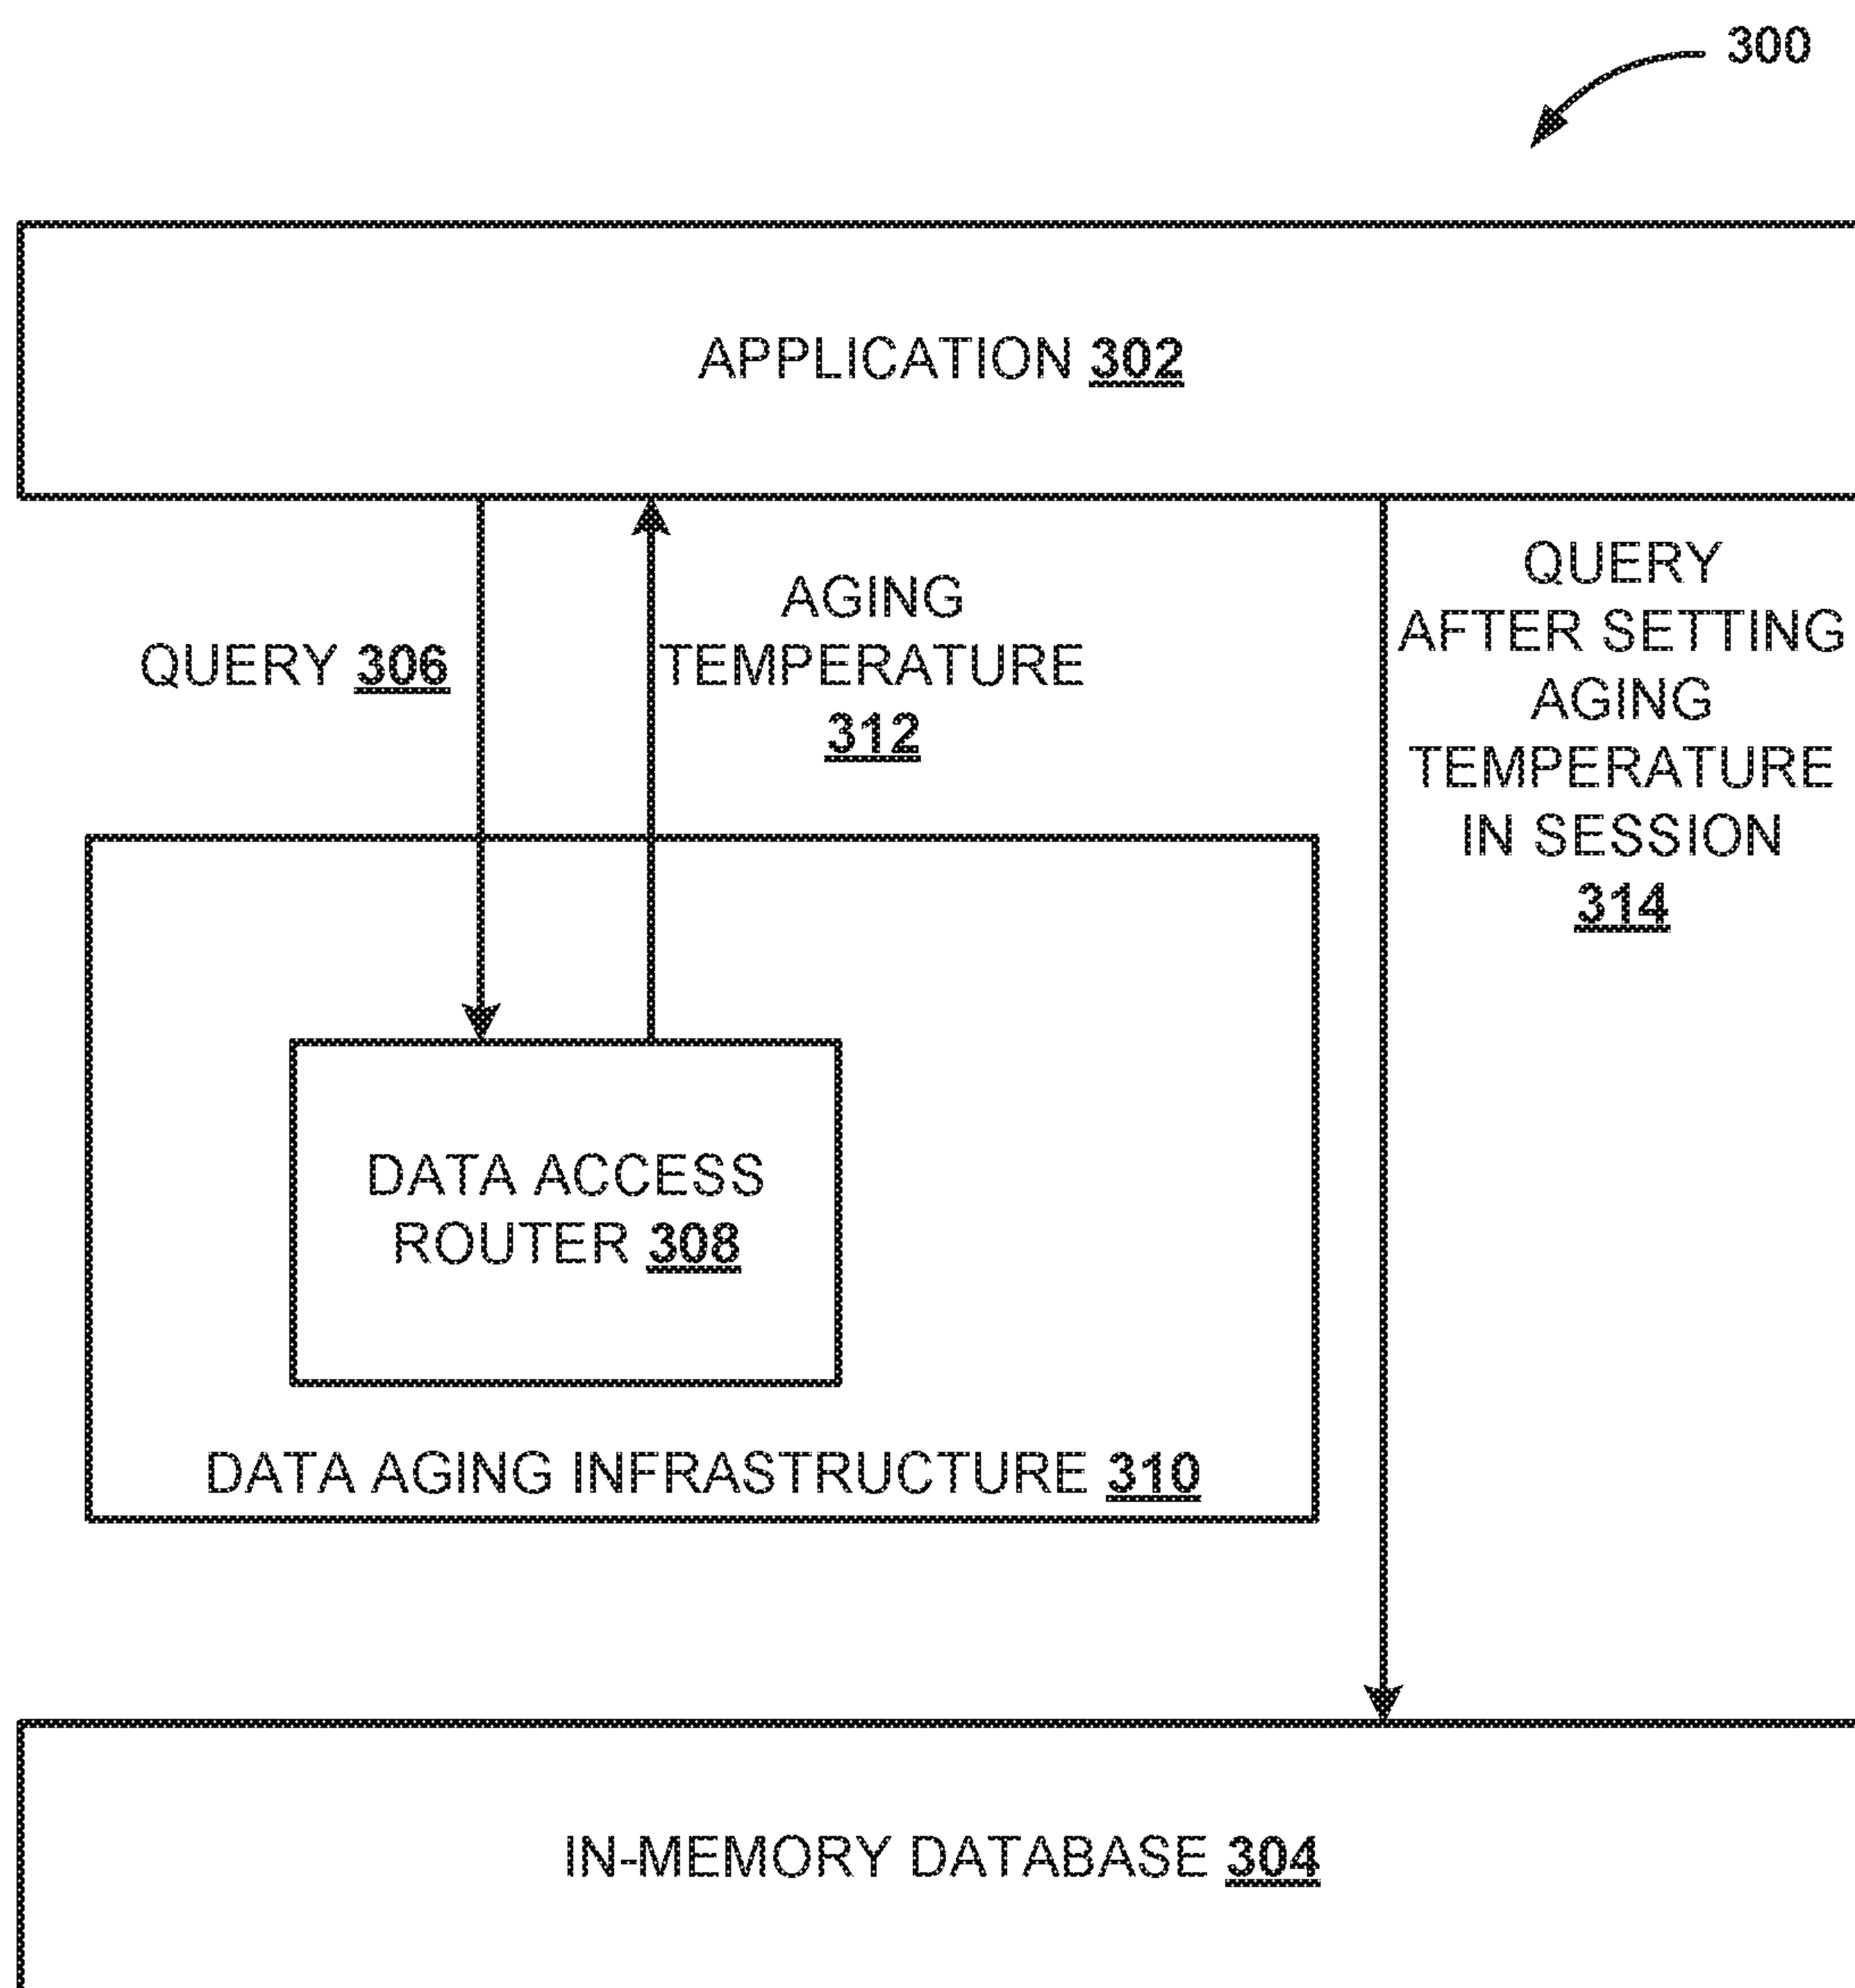 300
APPLICATION 302
QUERY 306
AGING
TEMPERATURE
312
QUERY
AFTER SETTING
AGING
TEMPERATURE
IN SESSION
314
DATA ACCESS
ROUTER 308
DATA AGING INFRASTRUCTURE 310
IN-MEMORY DATABASE 304